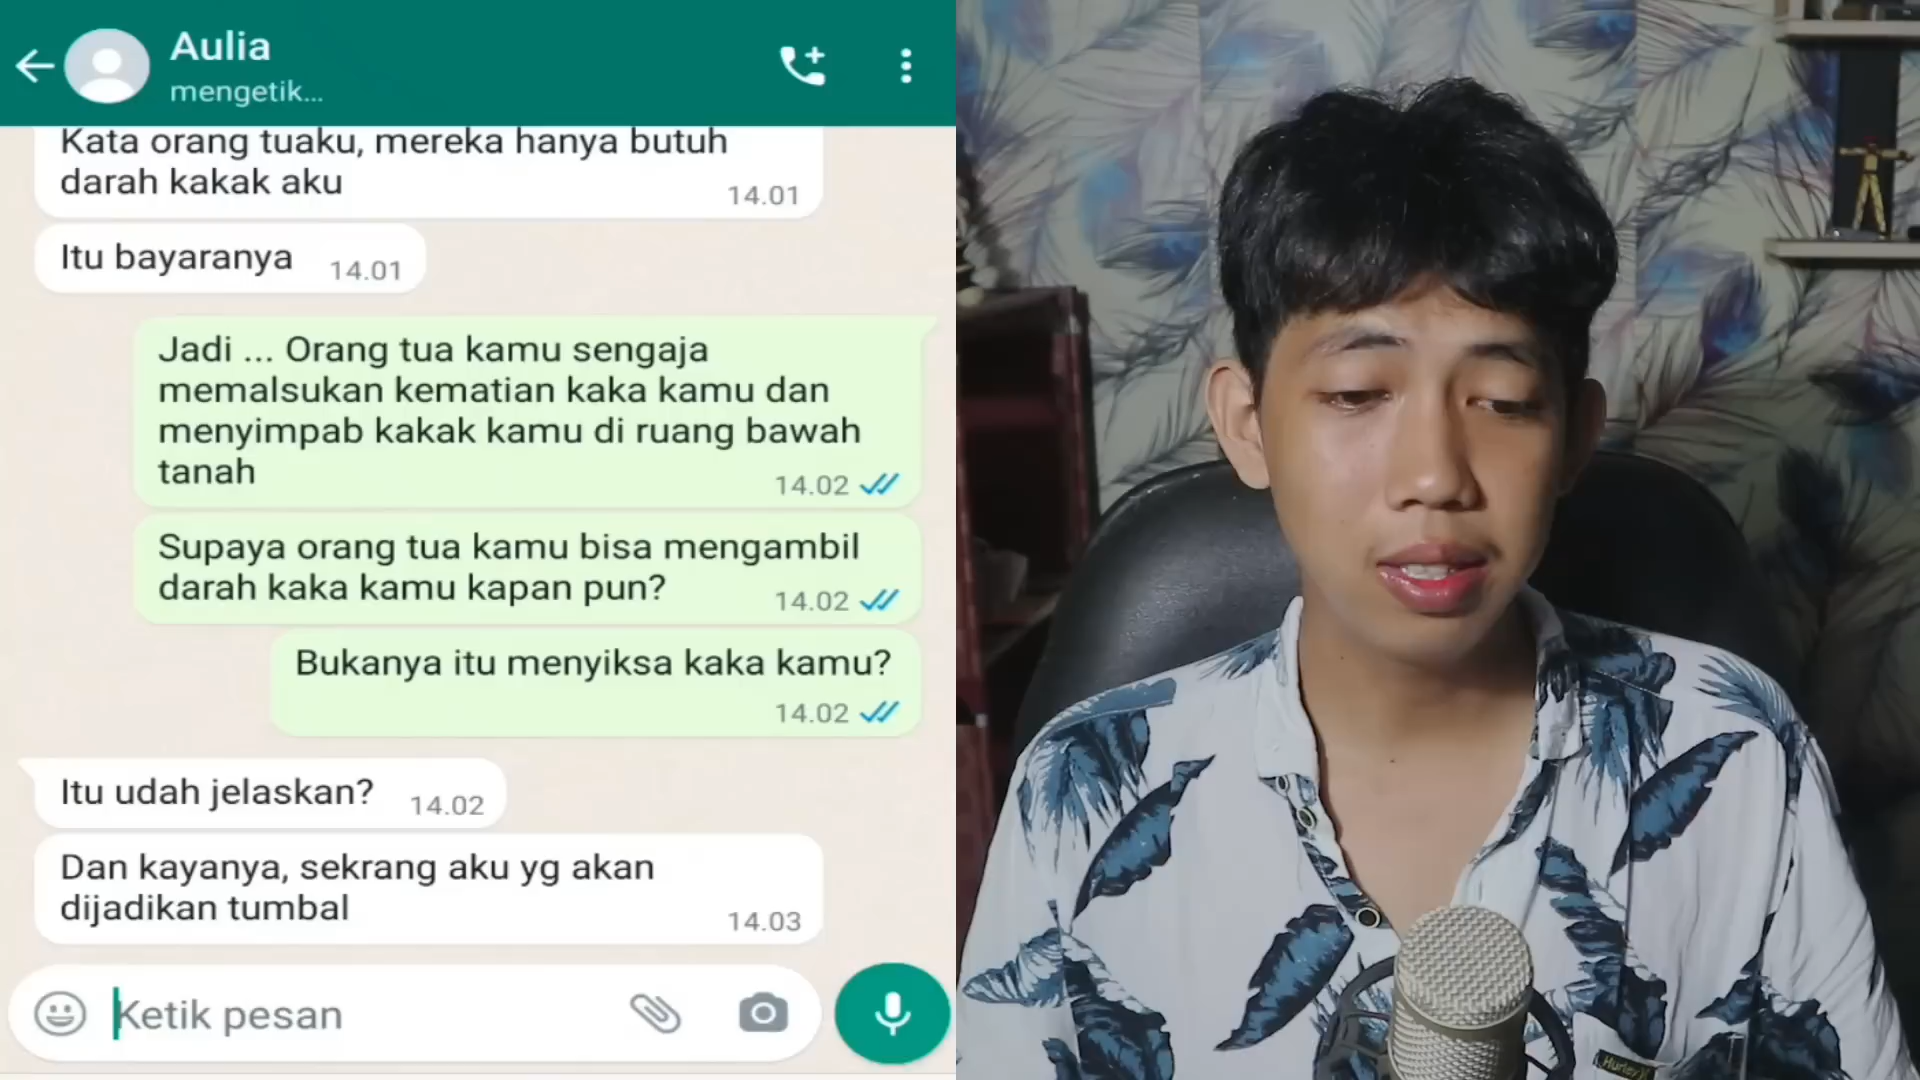 Aulia
mengetik...
Kata orang tuaku, mereka hanya butuh
darah kakak aku
14.01
Itu bayaranya
14.01
Jadi ... Orang tua kamu sengaja
memalsukan kematian kaka kamu dan
menyimpab kakak kamu di ruang bawah
tanah
14.02
Supaya orang tua kamu bisa mengambil
darah kaka kamu kapan pun?
14.02
Bukanya itu menyiksa kaka kamu?
14.02
Itu udah jelaskan?
14.02
Dan kayanya, sekrang aku yg akan
dijadikan tumbal
14.03
Ketik pesan
Hurley